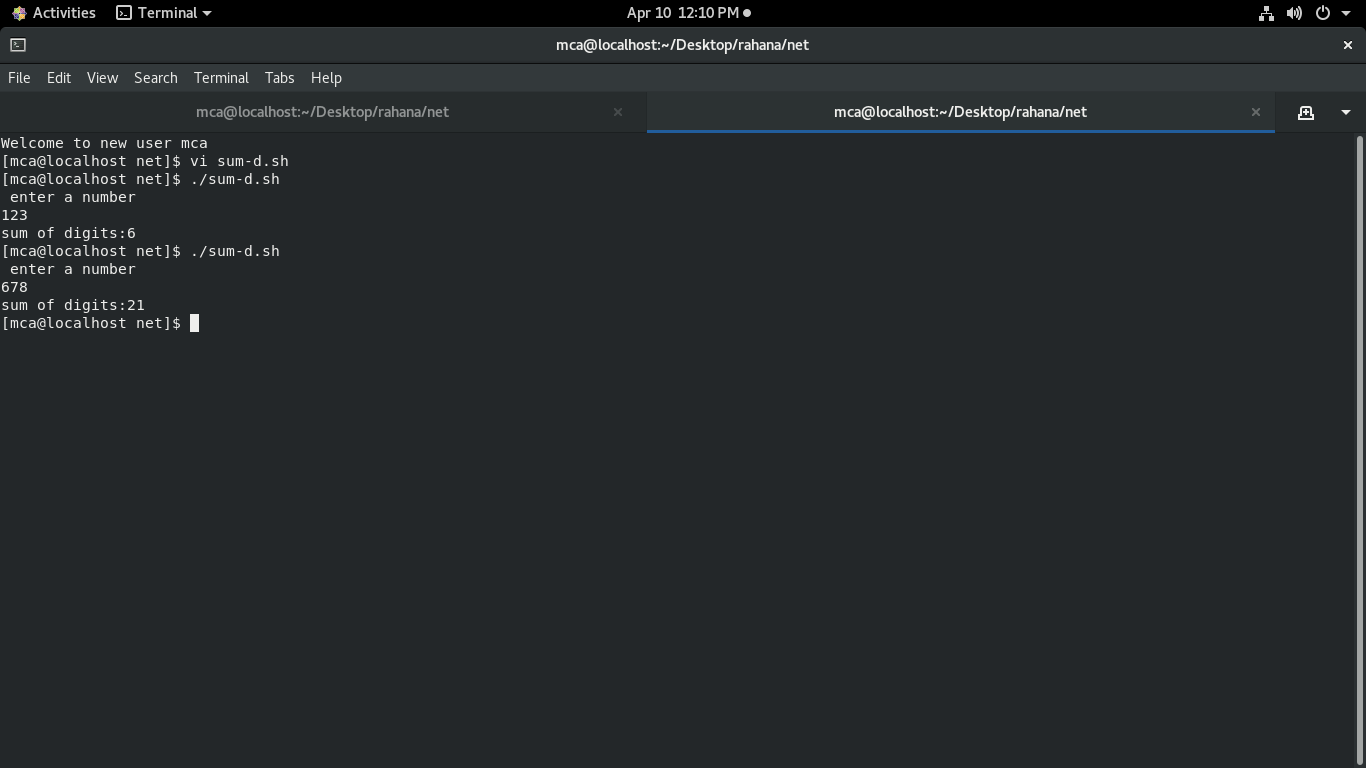 Activities Terminal Apr 10 12:10 PM
mca@localhost:~/Desktop/rahana/net
File Edit View Search Terminal Tabs Help
mca@localhost:~/Desktop/rahana/net mca@localhost:~/Desktop/rahana/net
Welcome to new user mca
[mca@localhost net]$ vi sum-d.sh
[mca@localhost net]$ ./sum-d.sh
 enter a number
123
sum of digits:6
[mca@localhost net]$ ./sum-d.sh
 enter a number
678
sum of digits:21
[mca@localhost net]$